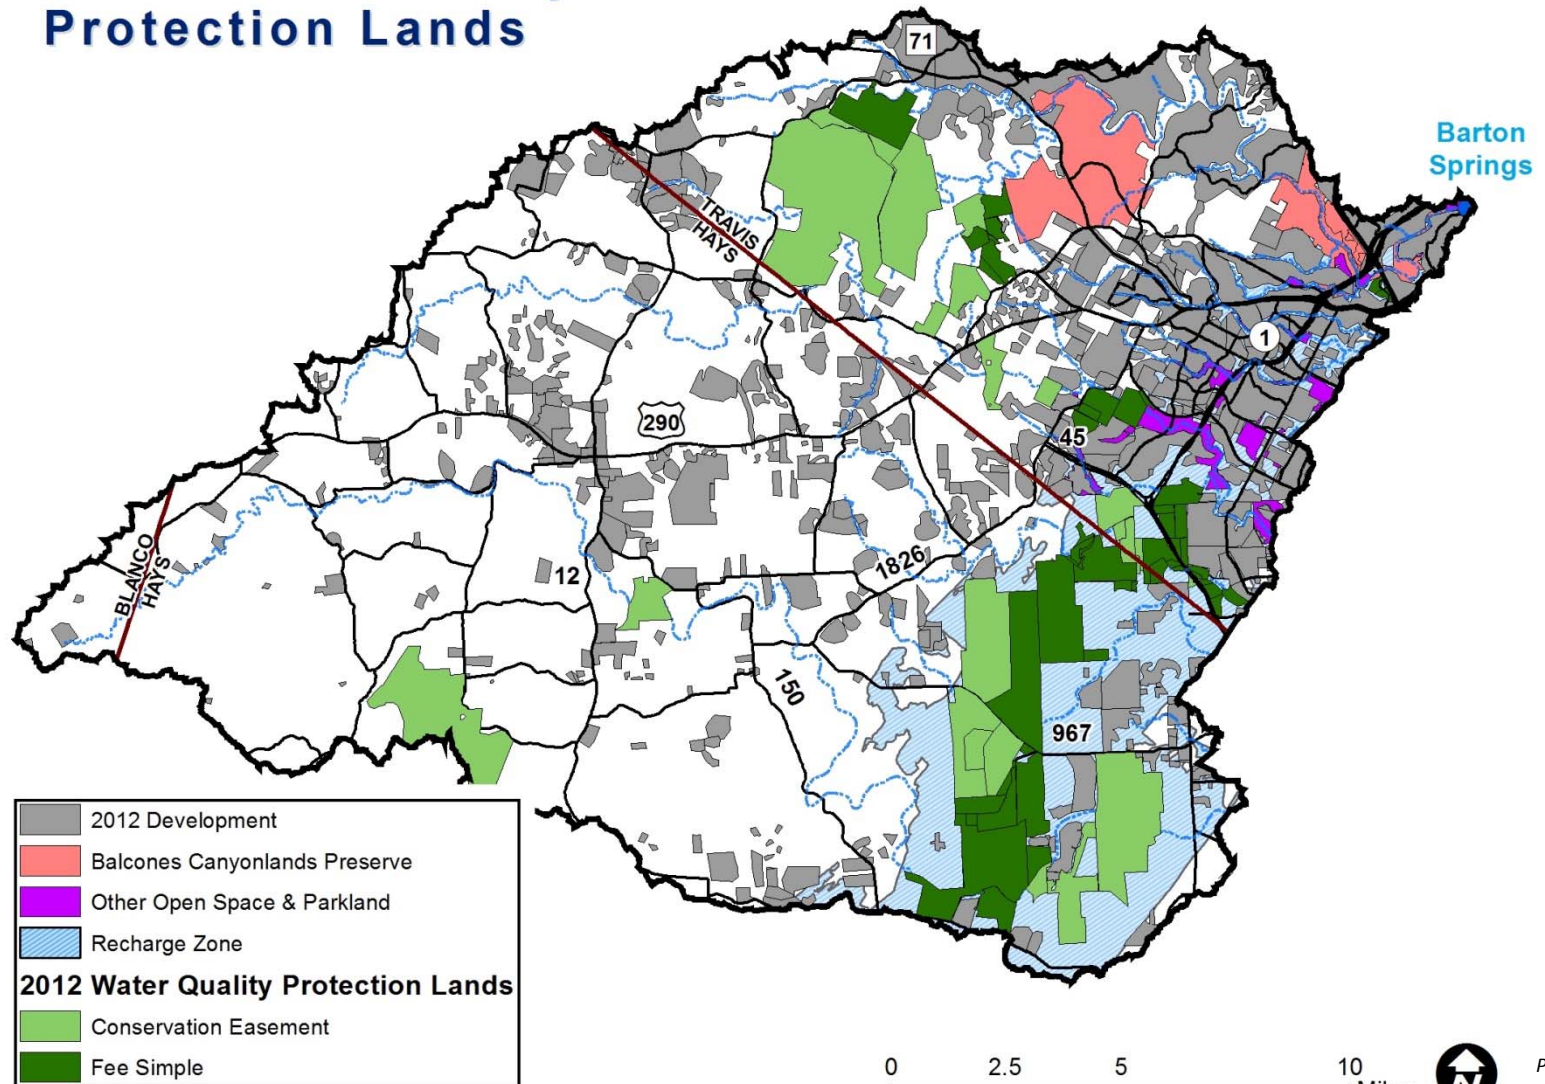 Protection Lands
71
Barton
Springs
TRAVIS
HAYS
1
290
45
BLANCO
HAYS
12
1826
150
967
2012 Development
Balcones Canyonlands Preserve
Other Open Space & Parkland
Recharge Zone
2012 Water Quality Protection Lands
Conservation Easement
Fee Simple
0 2.5 5 10
P